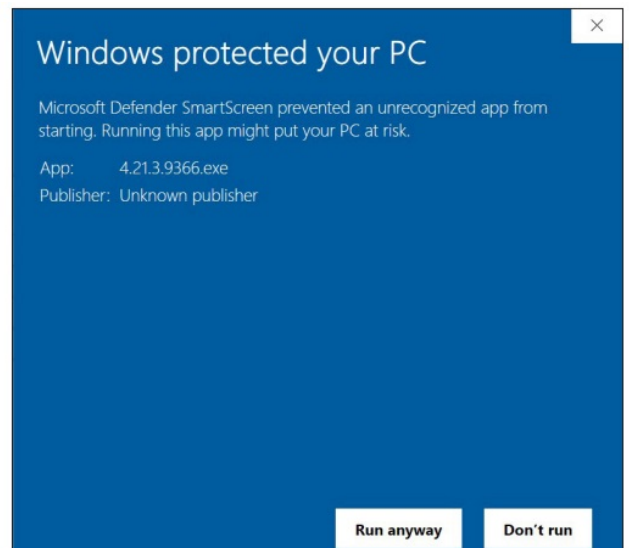 Windows protected your PC
Microsoft Defender SmartScreen prevented an unrecognized app from
starting. Running this app might put your PC at risk.
App: 4.21.3.9366.exe
Publisher: Unknown publisher
Run anyway Don't run